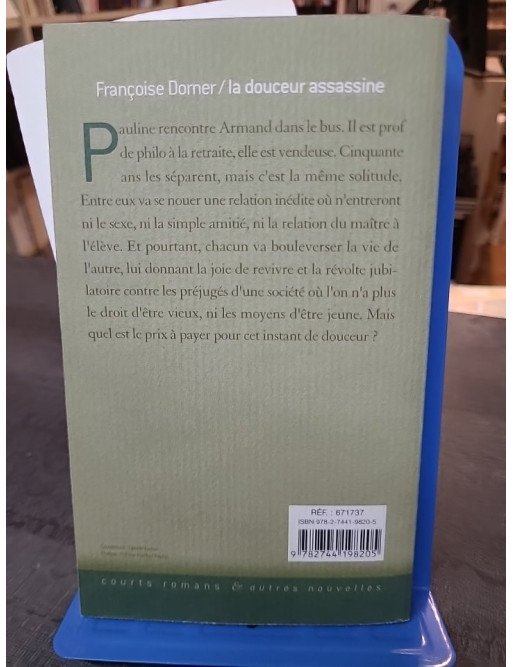 Françoise Dorner / la douceur assassine
Pauline rencontre Armand dans le bus. Il est prof
de philo à la retraite, elle est vendeuse. Cinquante
ans les séparent, mais c'est la même solitude.
Entre eux va se nouer une relation inédite où n'entreront
ni le sexe, ni la simple amitié, ni la relation du maître à
l'élève. Et pourtant, chacun va bouleverser la vie de
l'autre, lui donnant la joie de revivre et la révolte jubi-
latoire contre les préjugés d'une société où l'on n'a plus
le droit d'être vieux, ni les moyens d'être jeune. Mais
quel est le prix à payer pour cet instant de douceur ?
RÉF. : 671737
ISBN 978-2-7441-9820-5
9 782744 198205
courts romans & autres nouvelles